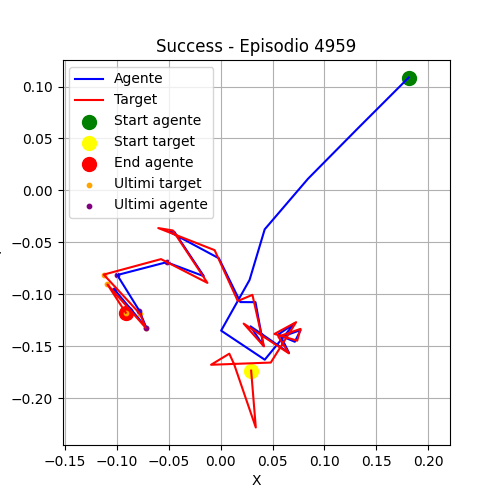 Success - Episodio 4959
Agente
Target
Start agente
Start target
End agente
Ultimi target
Ultimi agente
0.10
0.05
0.00
−0.05
−0.10
−0.15
−0.20
−0.15
−0.10
−0.05
0.00
0.05
0.10
0.15
0.20
X